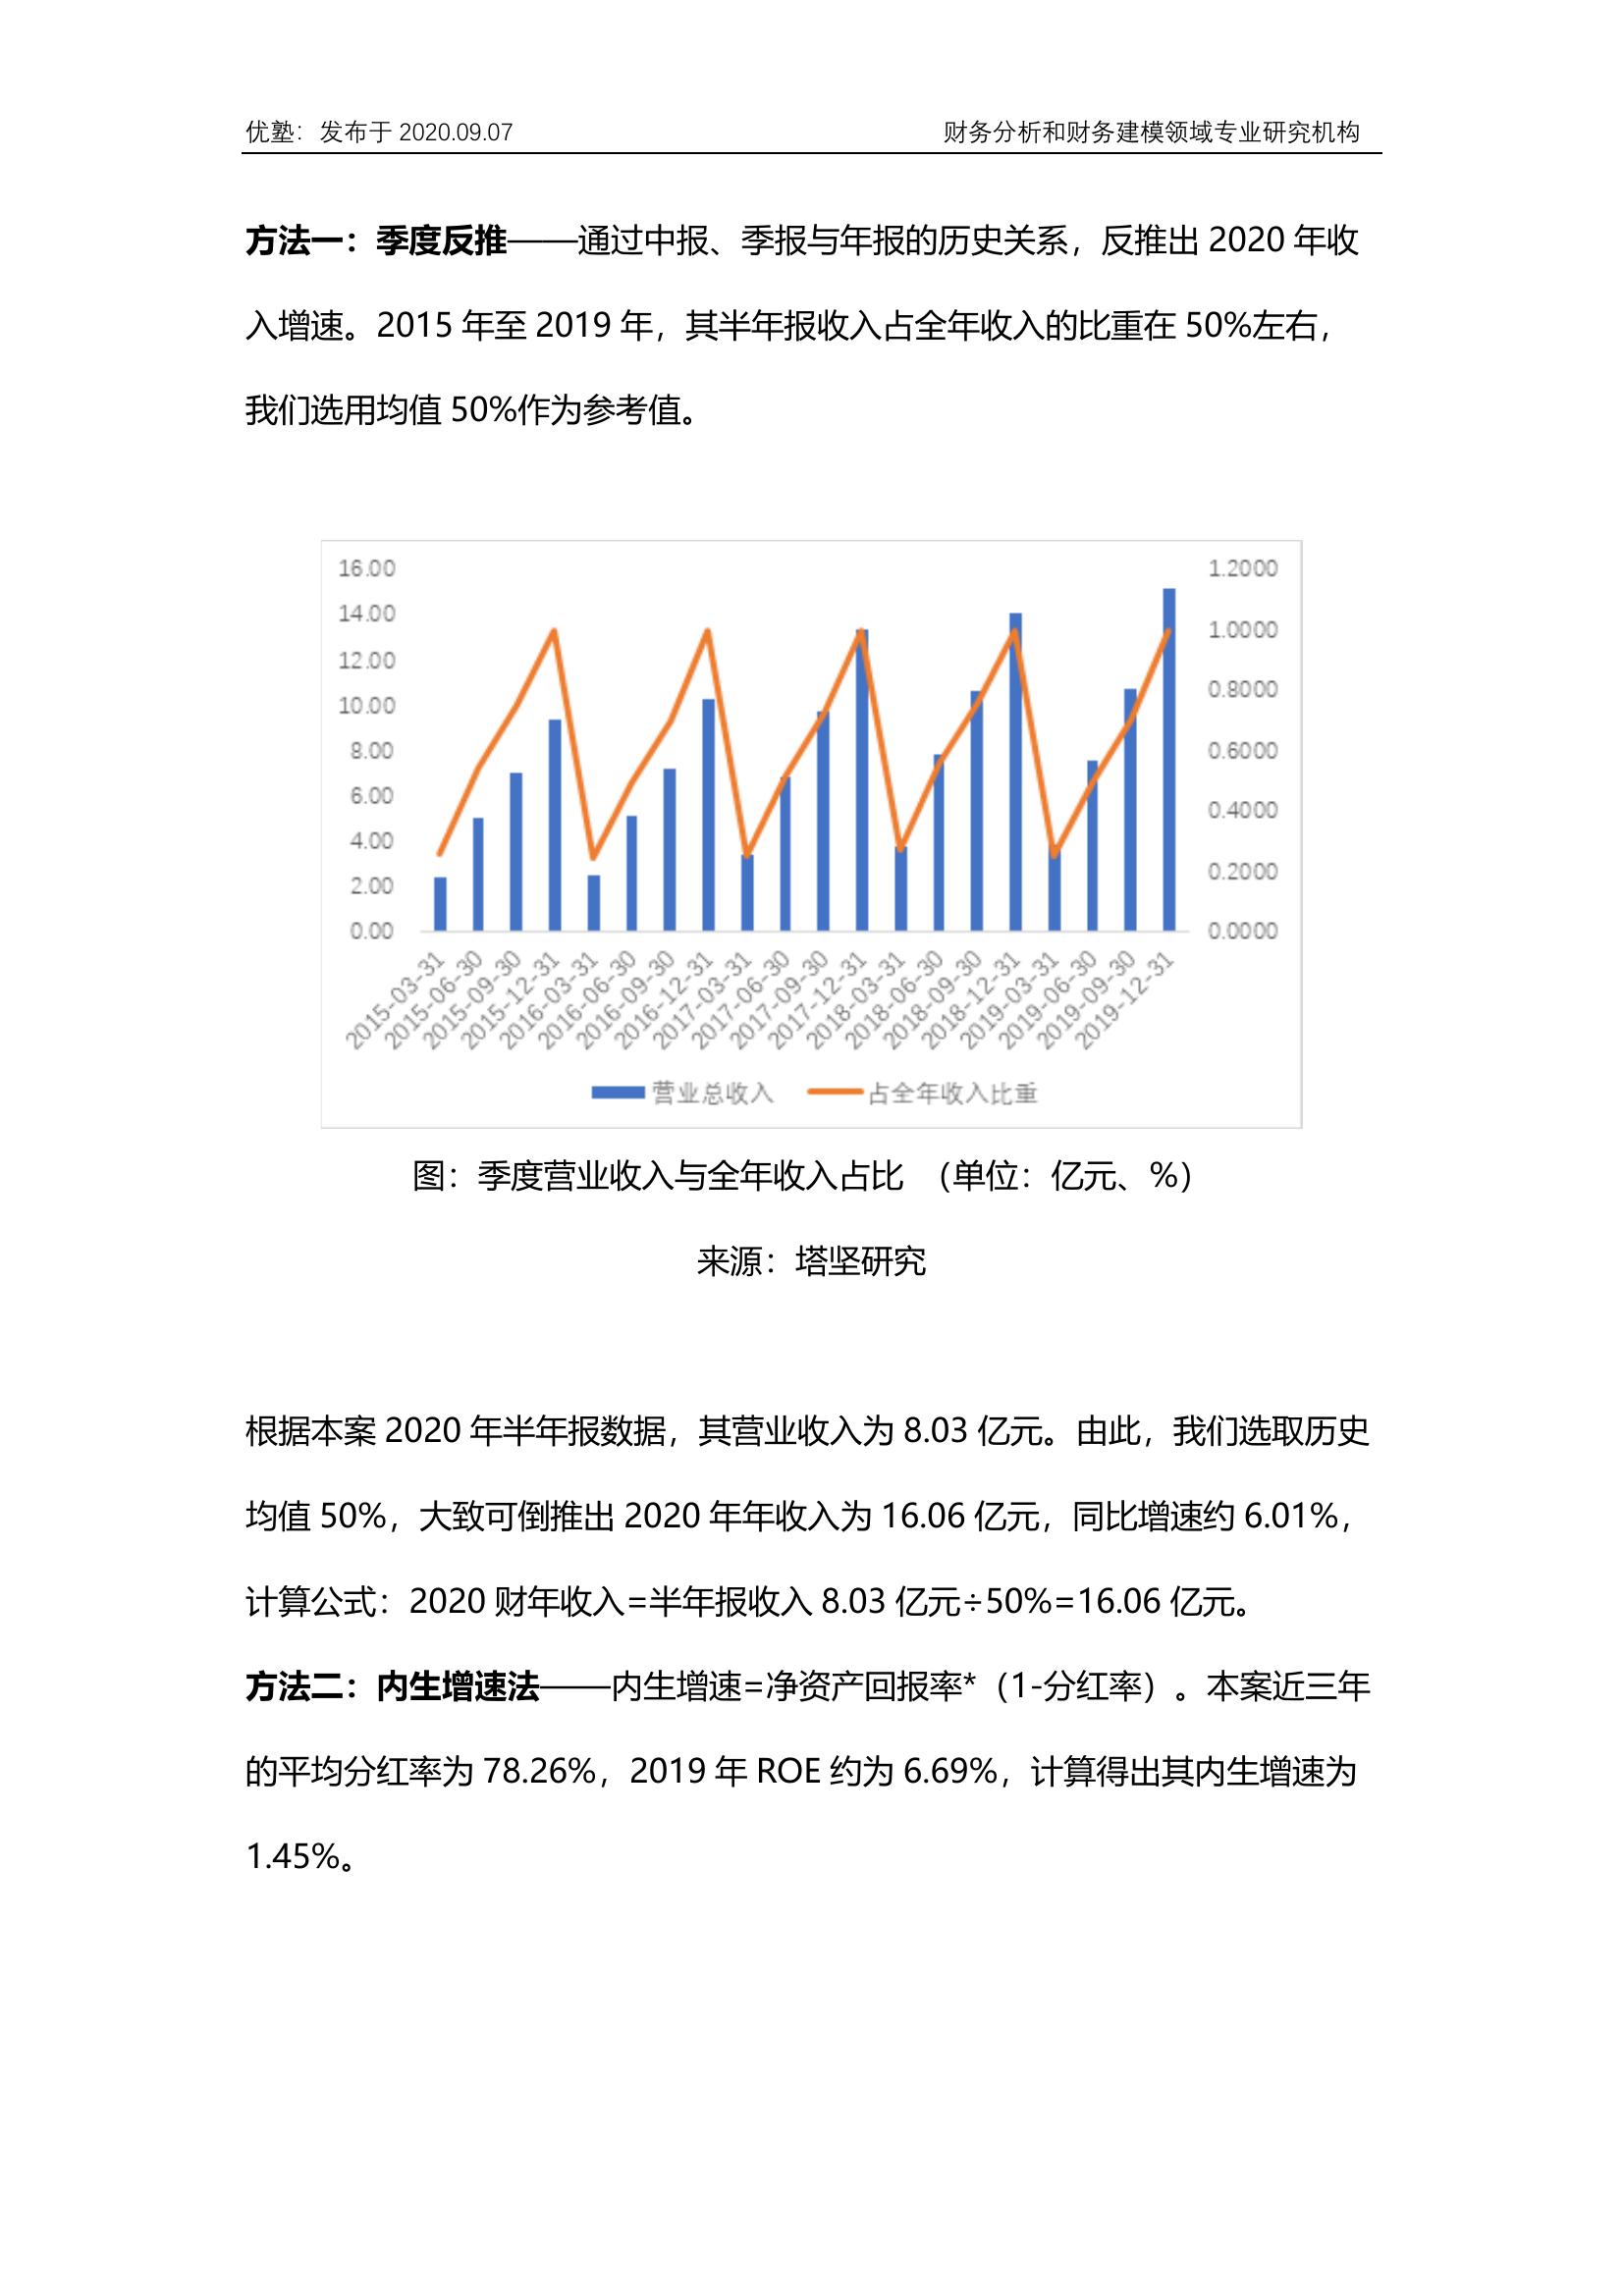 优塾：发布于 2020.09.07 财务分析和财务建模领域专业研究机构
方法一：季度反推——通过中报、季报与年报的历史关系，反推出 2020 年收
入增速。2015 年至 2019 年，其半年报收入占全年收入的比重在 50%左右，
我们选用均值 50%作为参考值。
16.00 1.2000
14.00 1.0000
12.00 0.8000
10.00 0.6000
8.00 0.4000
6.00 0.2000
4.00 0.0000
2.00
0.00
2015-03-31
2015-06-30
2015-09-30
2015-12-31
2016-03-31
2016-06-30
2016-09-30
2016-12-31
2017-03-31
2017-06-30
2017-09-30
2017-12-31
2018-03-31
2018-06-30
2018-09-30
2018-12-31
2019-03-31
2019-06-30
2019-09-30
2019-12-31
营业总收入 占全年收入比重
图：季度营业收入与全年收入占比 （单位：亿元、%）
来源：塔坚研究
根据本案 2020 年半年报数据，其营业收入为 8.03 亿元。由此，我们选取历史
均值 50%，大致可倒推出 2020 年年收入为 16.06 亿元，同比增速约 6.01%，
计算公式：2020 财年收入=半年报收入 8.03 亿元÷50%=16.06 亿元。
方法二：内生增速法——内生增速=净资产回报率*（1-分红率）。本案近三年
的平均分红率为 78.26%，2019 年 ROE 约为 6.69%，计算得出其内生增速为
1.45%。